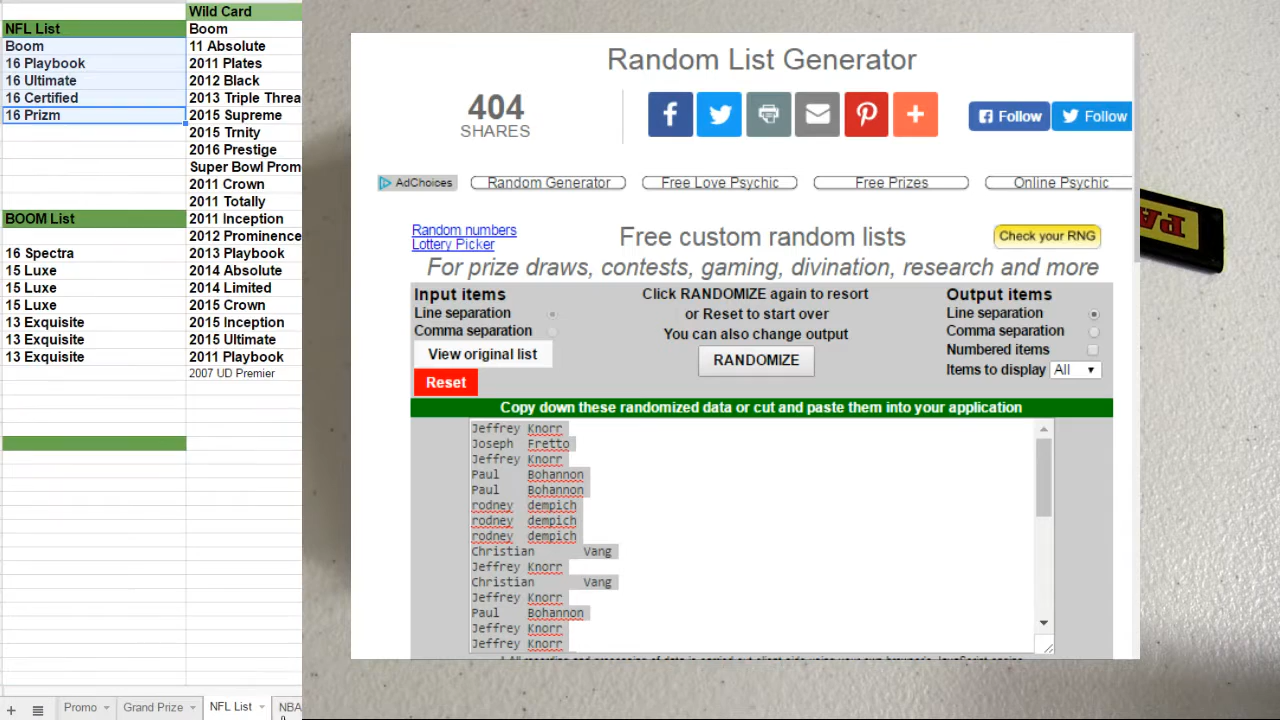 Wild Card
NFL List
Boom
Boom
11 Absolute
16 Playbook
2011 Plates
16 Ultimate
2012 Black
16 Certified
2013 Triple Threa
16 Prizm
2015 Supreme
2015 Trnity
2016 Prestige
Super Bowl Prom
2011 Crown
2011 Totally
BOOM List
2011 Inception
2012 Prominence
16 Spectra
2013 Playbook
15 Luxe
2014 Absolute
15 Luxe
2014 Limited
15 Luxe
2015 Crown
13 Exquisite
2015 Inception
13 Exquisite
2015 Ultimate
13 Exquisite
2011 Playbook
2007 UD Premier
Promo
Grand Prize
NFL List
NBA
Random List Generator
404
SHARES
Follow
Follow
AdChoices
Random Generator
Free Love Psychic
Free Prizes
Online Psychic
Random numbers
Lottery Picker
Free custom random lists
Check your RNG
For prize draws, contests, gaming, divination, research and more
Input items
Line separation
Comma separation
View original list
Reset
Click RANDOMIZE again to resort
or Reset to start over
You can also change output
RANDOMIZE
Output items
Line separation
Comma separation
Numbered items
Items to display All
Copy down these randomized data or cut and paste them into your application
Jeffrey Knorr
Joseph Fretto
Jeffrey Knorr
Paul Bohannon
Paul Bohannon
rodney dempich
rodney dempich
rodney dempich
Christian Vang
Jeffrey Knorr
Christian Vang
Jeffrey Knorr
Paul Bohannon
Jeffrey Knorr
Jeffrey Knorr
PA